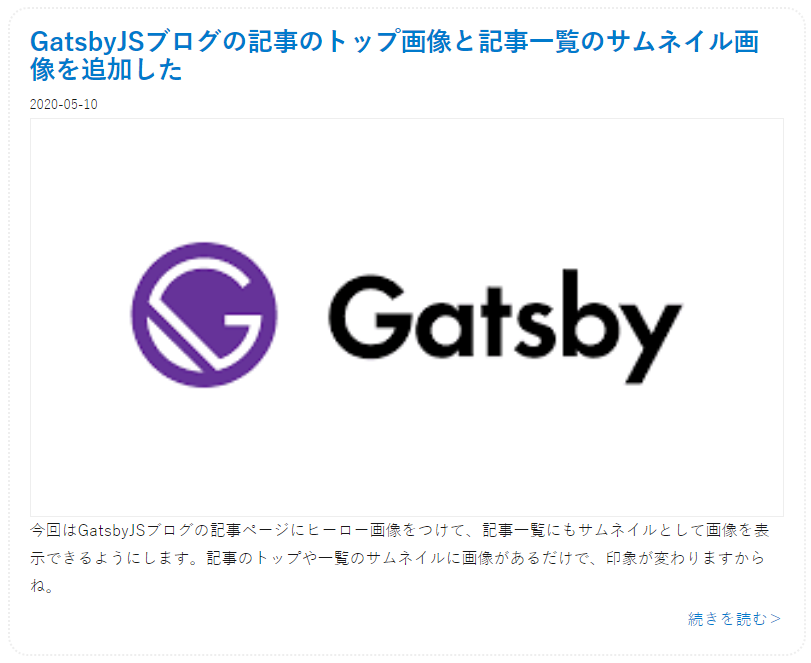 GatsbyJSブログの記事のトップ画像と記事一覧のサムネイル画
像を追加した
2020-05-10
Gatsby
今回はGatsbyJSブログの記事ページにヒーロー画像をつけて、記事一覧にもサムネイルとして画像を表
示できるようにします。記事のトップや一覧のサムネイルに画像があるだけで、印象が変わりますから
ね。
続きを読む＞